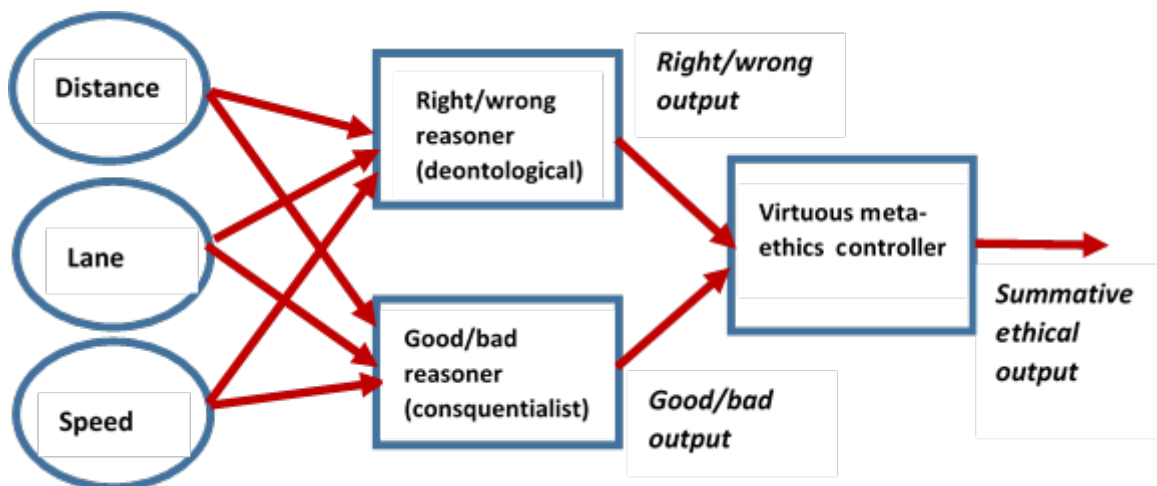 Distance
Lane
Speed
Right/wrong
reasoner
(deontological)
Good/bad
reasoner
(consquentialist)
Right/wrong
output
Good/bad
output
Virtuous meta-
ethics controller
Summative
ethical
output